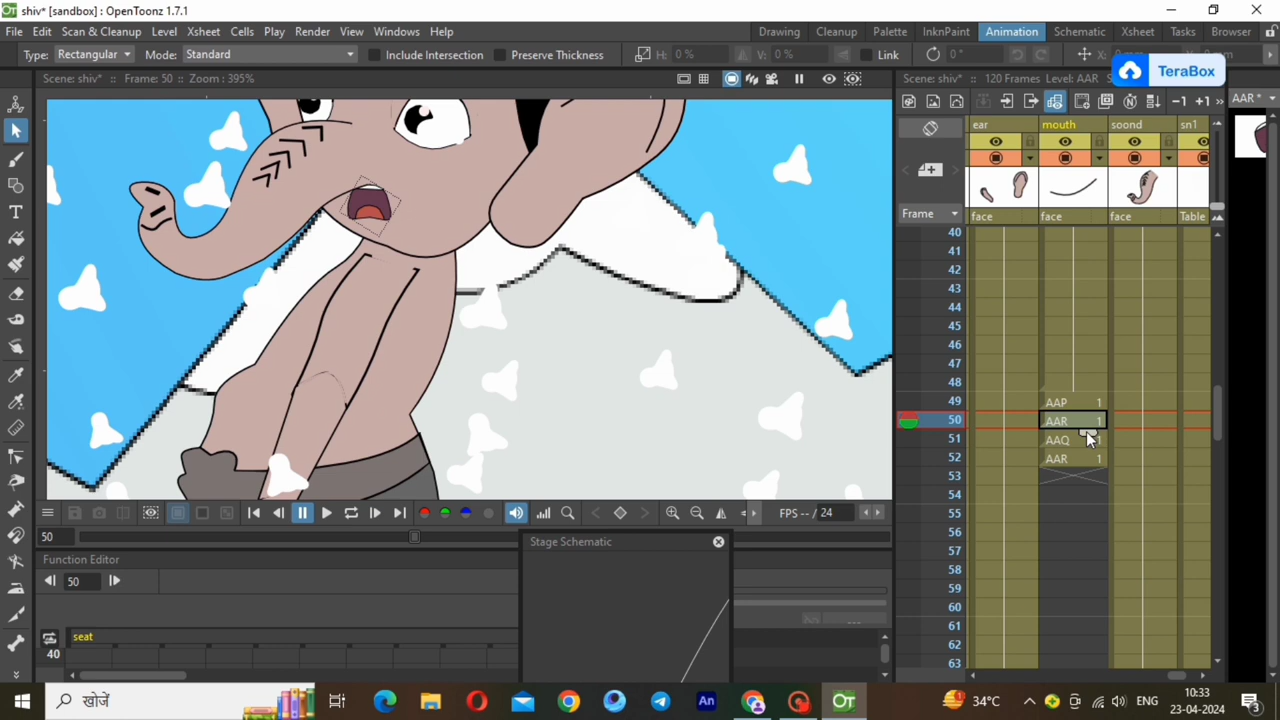 shiv* [sandbox] : OpenToonz 1.7.1
File Edit Scan & Cleanup Level Xsheet Cells Play Render View Windows Help
Drawing Cleanup Palette InknPaint Animation Schematic Xsheet Tasks Browser
Type: Rectangular Mode: Standard Include Intersection Preserve Thickness H: 0 % V: 0 % Link 0 °
TeraBox
Scene: shiv* :: Frame: 50 :: Zoom : 395%
Scene: shiv* :: 120 Frames Level: AAR
-1 +1 »
AAR *
ear mouth soond sn1
Frame face face face Table
40
41
42
43
44
45
46
47
48
49 AAP 1
50 AAR 1
51 AAQ 1
52 AAR 1
53
54
55
56
57
58
59
60
61
62
63
FPS -- / 24
50
Stage Schematic
Function Editor
50
seat
40
खोजें
34°C
ENG
10:33
23-04-2024
3